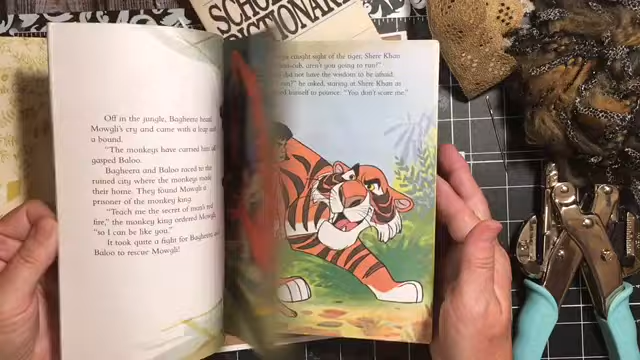 SCHO
DICTIONAR
Off in the jungle, Bagheera heard
Mowgli's cry and came with a leap and
a bound.
"The monkeys have carried him
gasped Baloo.
Bagheera and Baloo raced to the
ruined city where the monkeys made
their home. They found Mowgli a
prisoner of the monkey king.
"Teach me the secret of man's red
fire," the monkey king ordered Mowgli,
"so I can be like you."
It took quite a fight for Bagheera and
Baloo to rescue Mowgli!
caught sight of the tiger, Shere Khan
aren't you going to run?"
did not have the wisdom to be afraid.
he asked, staring at Shere Khan as
himself to pounce. "You don't scare me."